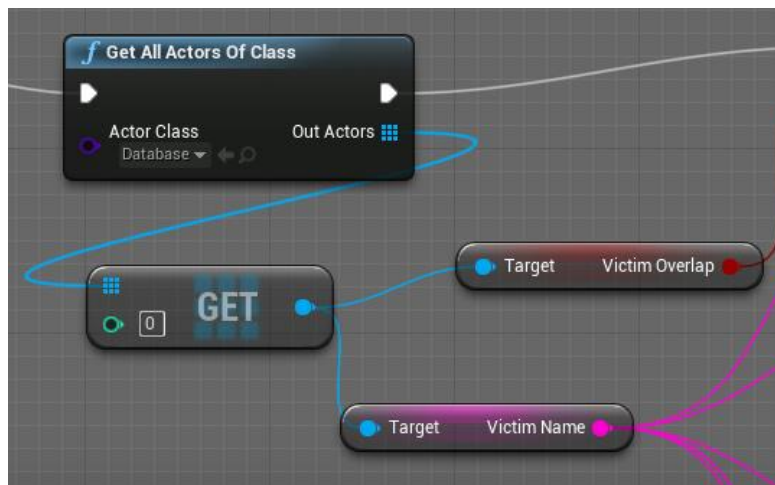 f Get All Actors Of Class
Actor Class
Out Actors
Database
Target
Victim Overlap
0
GET
Target
Victim Name